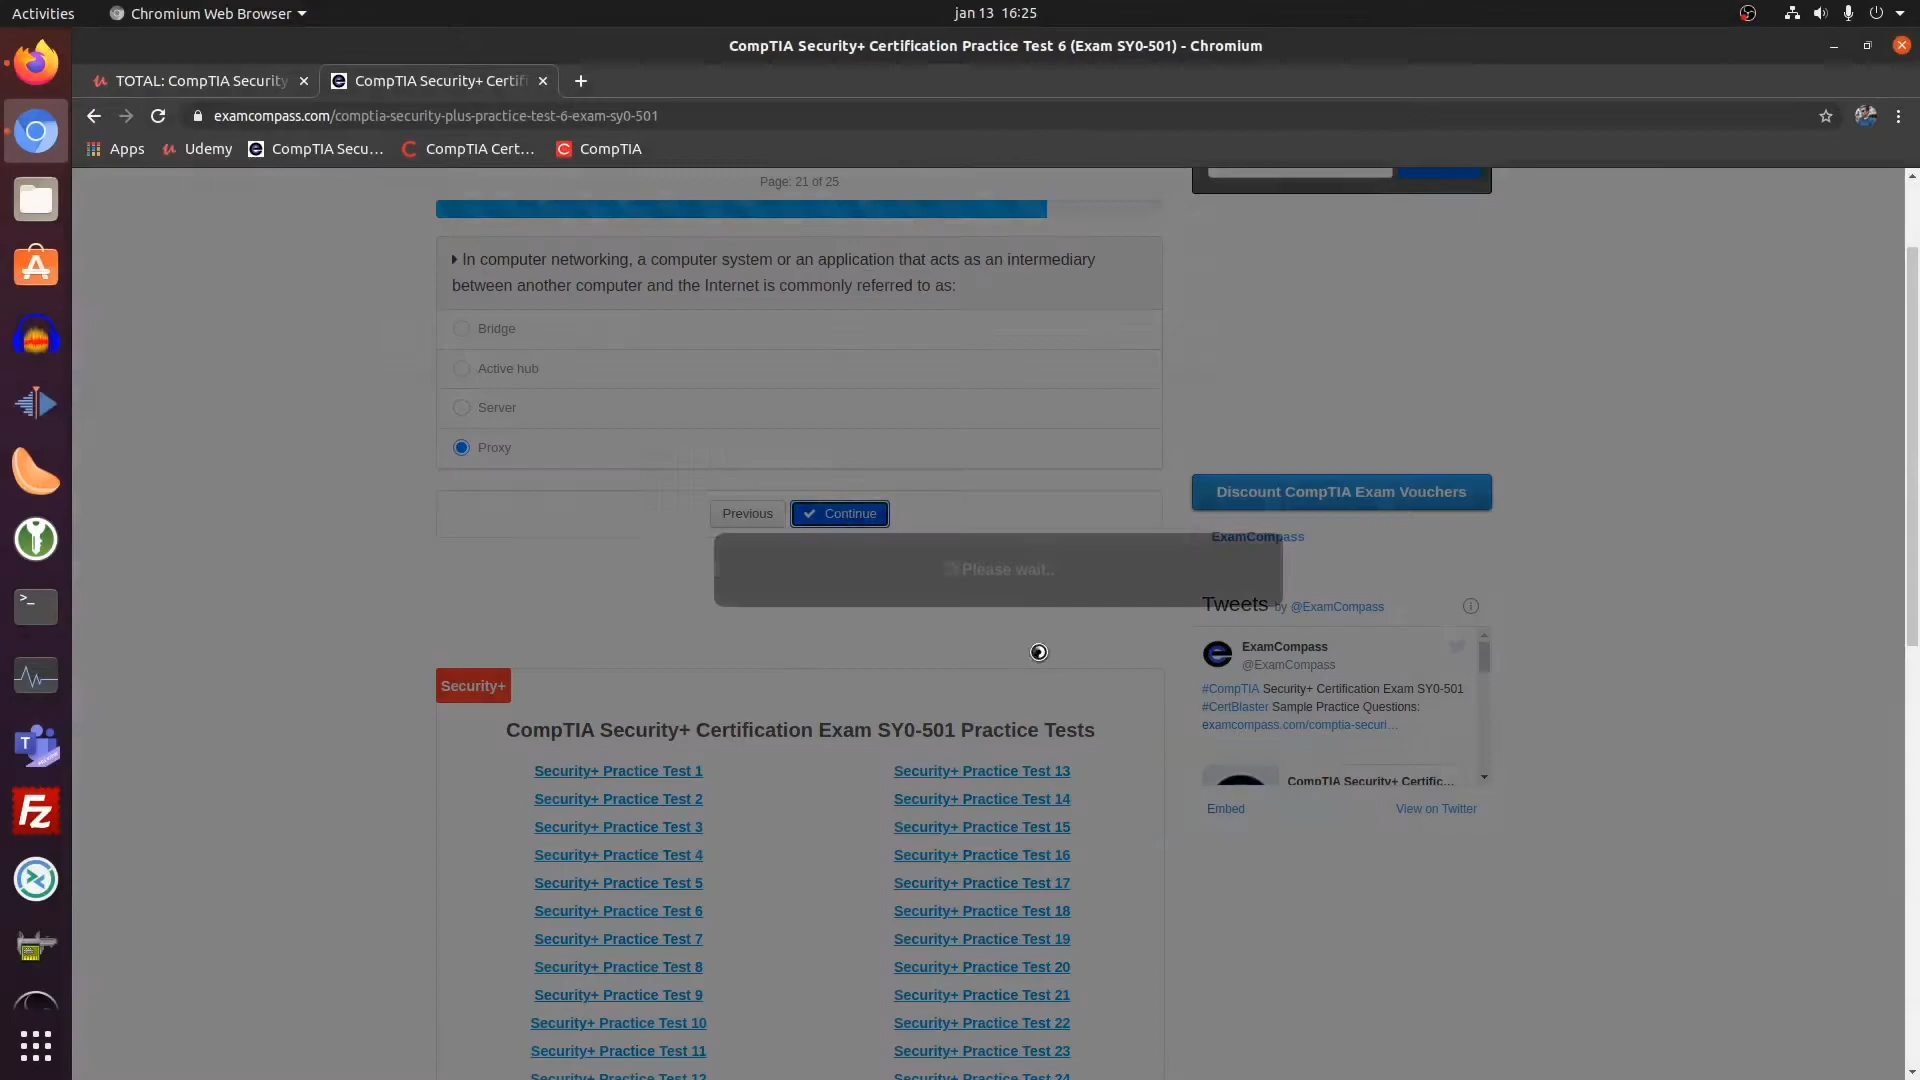 Activities
Chromium Web Browser
jan 13 16:25
CompTIA Security+ Certification Practice Test 6 (Exam SY0-501) - Chromium
TOTAL: CompTIA Security
CompTIA Security+ Certifi
examcompass.com/comptia-security-plus-practice-test-6-exam-sy0-501
Apps
Udemy
CompTIA Secu...
CompTIA Cert...
CompTIA
Page: 21 of 25
In computer networking, a computer system or an application that acts as an intermediary
between another computer and the Internet is commonly referred to as:
Bridge
Active hub
Server
Proxy
Previous
Continue
Please wait..
Discount CompTIA Exam Vouchers
ExamCompass
Tweets by @ExamCompass
ExamCompass
@ExamCompass
#CompTIA Security+ Certification Exam SY0-501
#CertBlaster Sample Practice Questions:
examcompass.com/comptia-securi...
CompTIA Security+ Certific...
Embed
View on Twitter
Security+
CompTIA Security+ Certification Exam SY0-501 Practice Tests
Security+ Practice Test 1
Security+ Practice Test 13
Security+ Practice Test 2
Security+ Practice Test 14
Security+ Practice Test 3
Security+ Practice Test 15
Security+ Practice Test 4
Security+ Practice Test 16
Security+ Practice Test 5
Security+ Practice Test 17
Security+ Practice Test 6
Security+ Practice Test 18
Security+ Practice Test 7
Security+ Practice Test 19
Security+ Practice Test 8
Security+ Practice Test 20
Security+ Practice Test 9
Security+ Practice Test 21
Security+ Practice Test 10
Security+ Practice Test 22
Security+ Practice Test 11
Security+ Practice Test 23
Security+ Practice Test 12
Security+ Practice Test 24